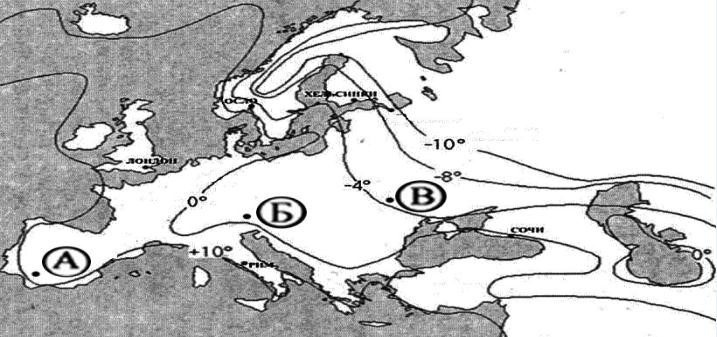 ХЕЛЬСИНКИ
ОСЛО
-10°
ЛОНДОН
-8°
-4°
0°
В
Б
СОЧИ
+10°
0°
А
РИМ